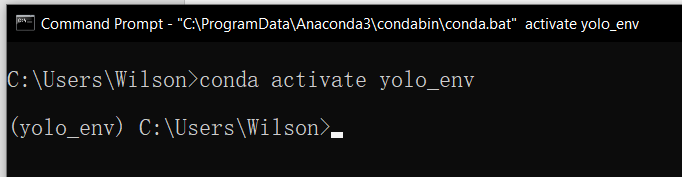 Command Prompt - "C:\ProgramData\Anaconda3\condabin\conda.bat"  activate yolo_env
C:\Users\Wilson>conda activate yolo_env
(yolo_env) C:\Users\Wilson>